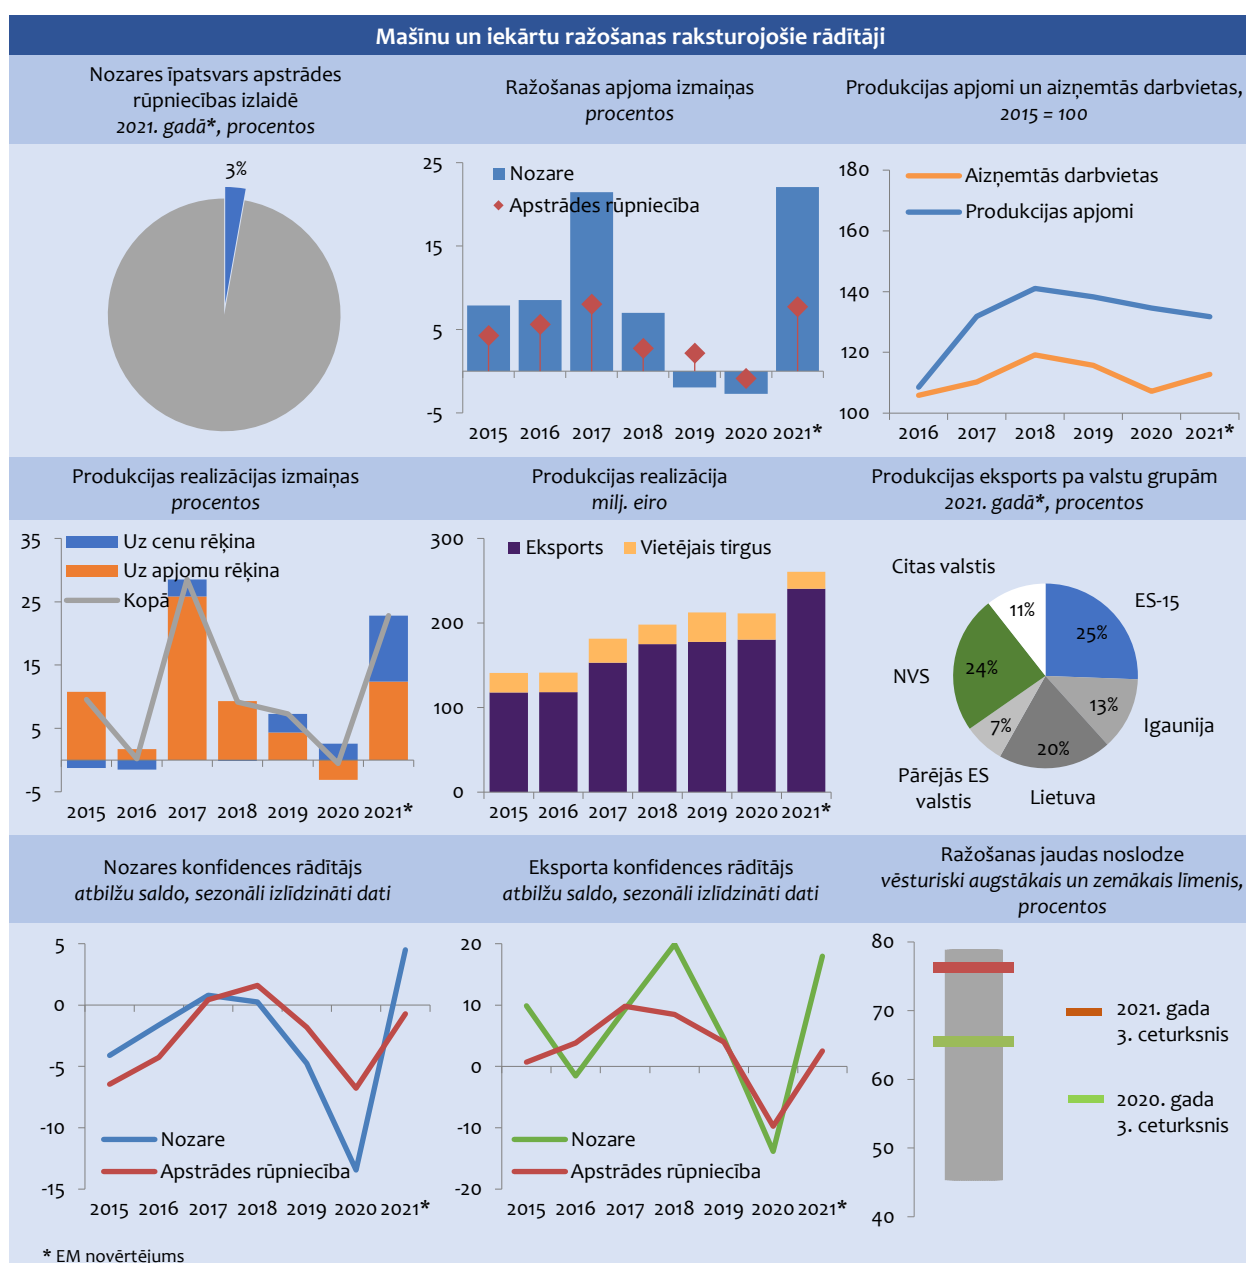 Mašīnu un iekārtu ražošanas raksturojošie rādītāji
Nozares īpatsvars apstrādes
rūpniecības izlaidē
2021. gadā*, procentos
3%
Ražošanas apjoma izmaiņas
procentos
25
15
5
-5
Nozare
Apstrādes rūpniecība
2015 2016 2017 2018 2019 2020 2021*
Produkcijas apjomi un aizņemtās darbvietas,
2015 = 100
180
160
140
120
100
Aizņemtās darbvietas
Produkcijas apjomi
2016 2017 2018 2019 2020 2021*
Produkcijas realizācijas izmaiņas
procentos
35
25
15
5
-5
Uz cenu rēķina
Uz apjomu rēķina
Kopā
2015 2016 2017 2018 2019 2020 2021*
Produkcijas realizācija
milj. eiro
300
200
100
0
Eksports Vietējais tirgus
2015 2016 2017 2018 2019 2020 2021*
Produkcijas eksports pa valstu grupām
2021. gadā*, procentos
Citas valstis
11%
ES-15
25%
NVS
24%
13%
Igaunija
7%
20%
Pārējās ES
valstis
Lietuva
Nozares konfidences rādītājs
atbilžu saldo, sezonāli izlīdzināti dati
5
0
-5
-10
-15
Nozare
Apstrādes rūpniecība
2015 2016 2017 2018 2019 2020 2021*
Eksporta konfidences rādītājs
atbilžu saldo, sezonāli izlīdzināti dati
20
10
0
-10
-20
Nozare
Apstrādes rūpniecība
2015 2016 2017 2018 2019 2020 2021*
Ražošanas jaudas noslodze
vēsturiski augstākais un zemākais līmenis,
procentos
80
70
60
50
40
2021. gada
3. ceturksnis
2020. gada
3. ceturksnis
* EM novērtējums